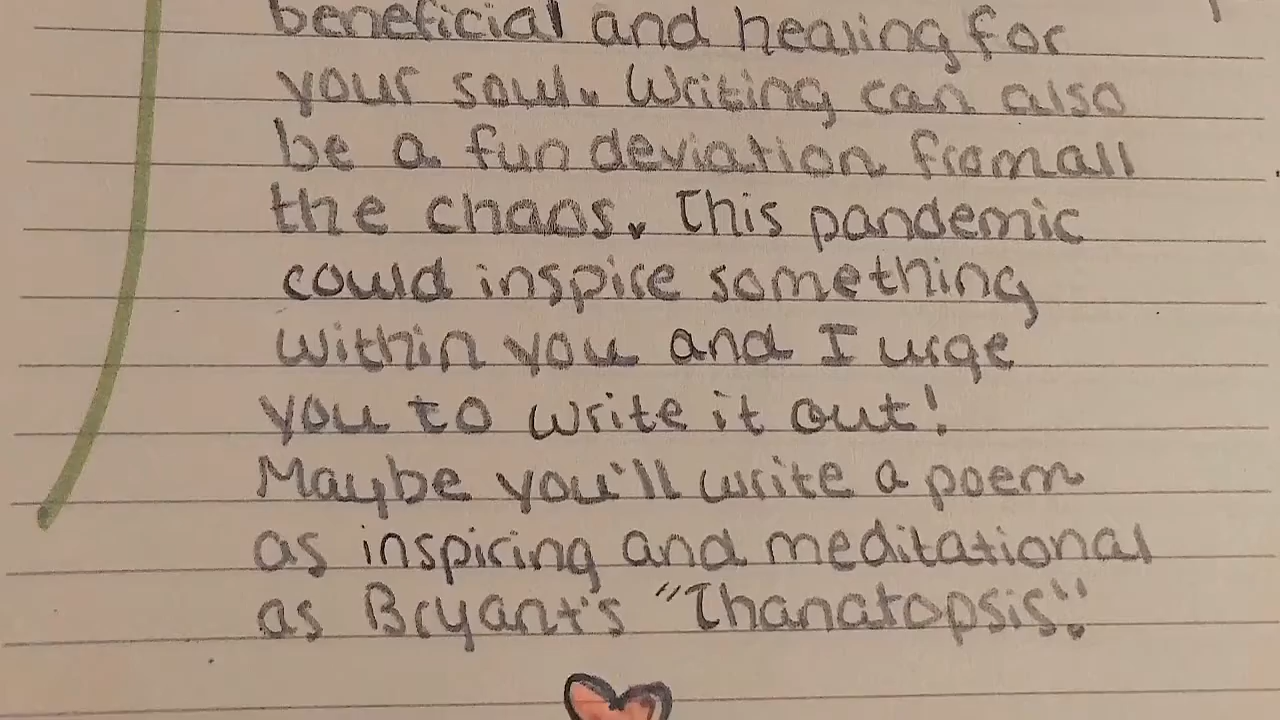 beneficial and healing for
your soul. Writing can also
be a fun deviation from all
the chaos. This pandemic
could inspire something
within you and I urge
you to write it out!
Maybe you'll write a poem
as inspiring and meditational
as Bryant's "Thanatopsis".